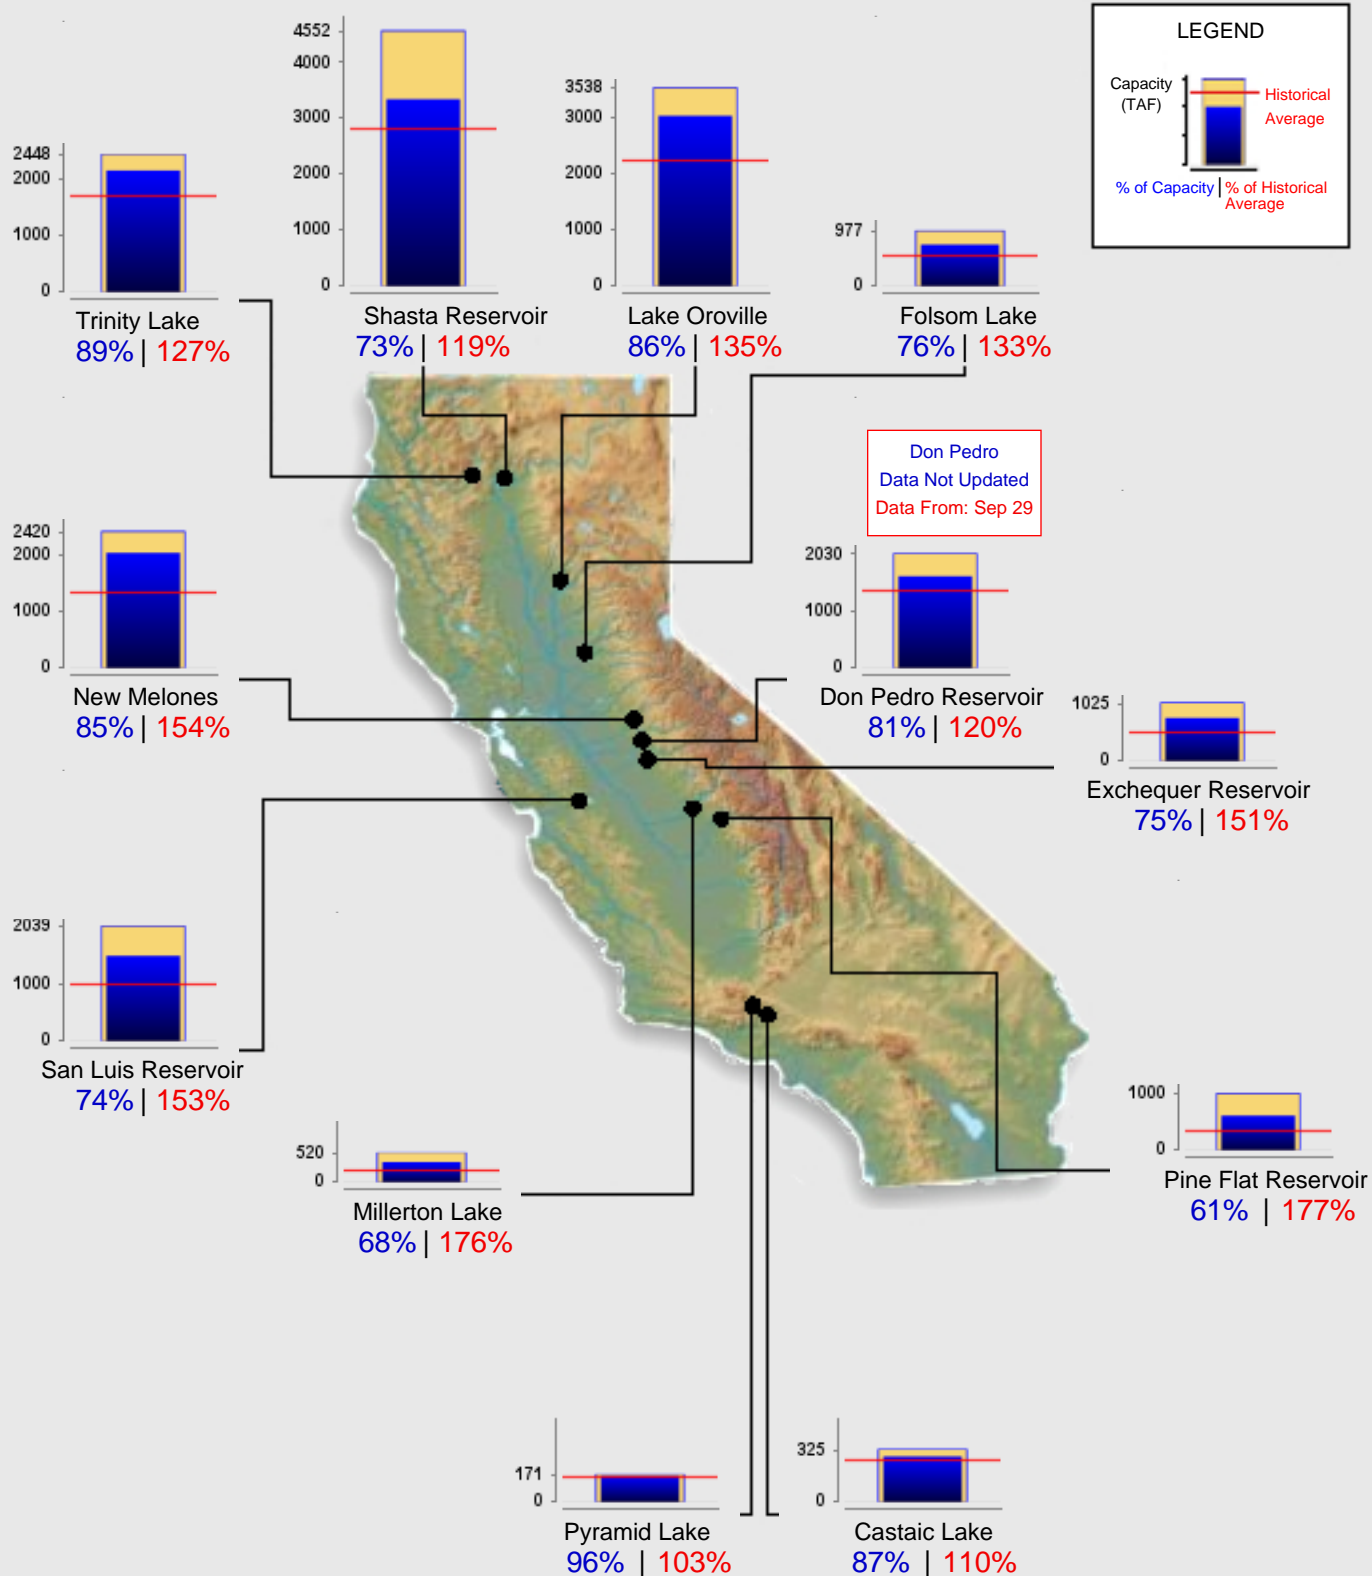 LEGEND
Capacity
(TAF)
Historical
Average
% of Capacity | % of Historical
Average
4552
4000
3000
2000
1000
0
Shasta Reservoir
73% | 119%
3538
3000
2000
1000
0
Lake Oroville
86% | 135%
2448
2000
1000
0
Trinity Lake
89% | 127%
977
0
Folsom Lake
76% | 133%
Don Pedro
Data Not Updated
Data From: Sep 29
2420
2000
1000
0
New Melones
85% | 154%
2030
1000
0
Don Pedro Reservoir
81% | 120%
1025
0
Exchequer Reservoir
75% | 151%
2039
1000
0
San Luis Reservoir
74% | 153%
520
0
Millerton Lake
68% | 176%
1000
0
Pine Flat Reservoir
61% | 177%
171
0
Pyramid Lake
96% | 103%
325
0
Castaic Lake
87% | 110%